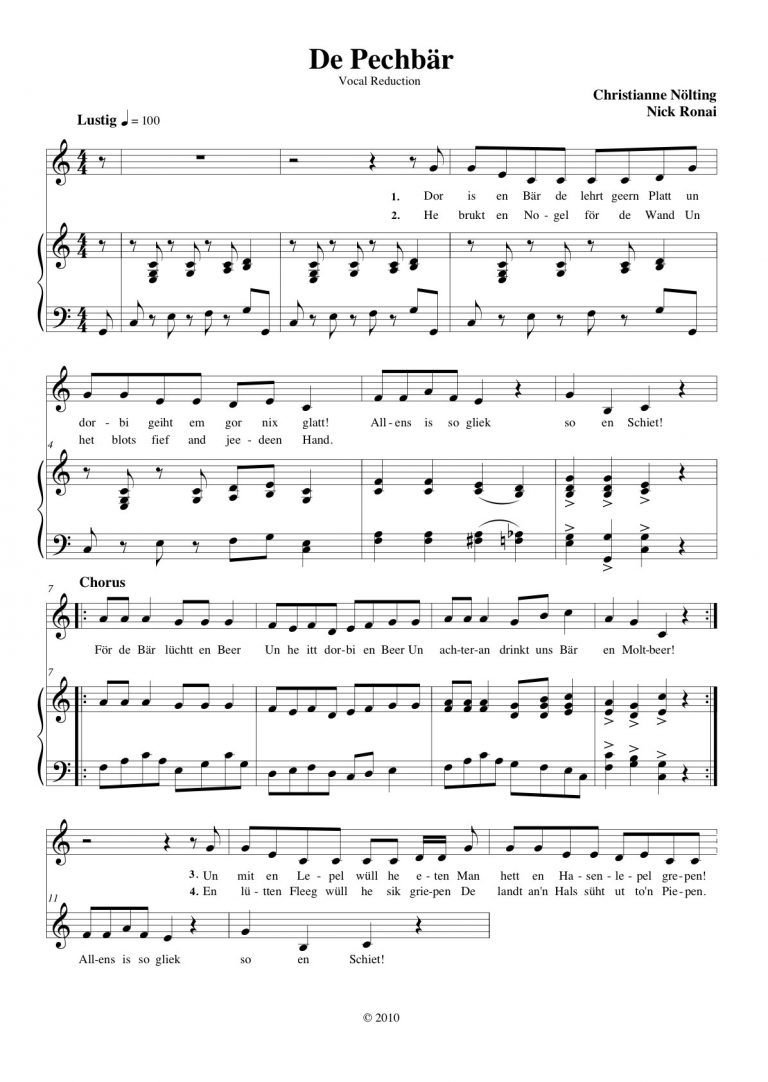 De Pechbär
Vocal Reduction
Christianne Nölting
Nick Ronai
Lustig ♩ = 100
1. Dor is en Bär de lehrt geern Platt un
2. He brukt en No - gel för de Wand Un
dor - bi geiht em gor nix glatt! All-ens is so gliek so en Schiet!
het blots fief and jee-deen Hand.
4
7 Chorus
För de Bär lüchtt en Beer Un he itt dor-bi en Beer Un ach-ter-an drinkt uns Bär en Molt-beer!
7
3. Un mit en Le - pel wüll he e-ten Man hett en Ha-sen-le-pel gre-pen!
4. En lü-tten Fleeg wüll he sik grie-pen De landt an'n Hals süht ut to'n Pie-pen.
11
All-ens is so gliek so en Schiet!
© 2010